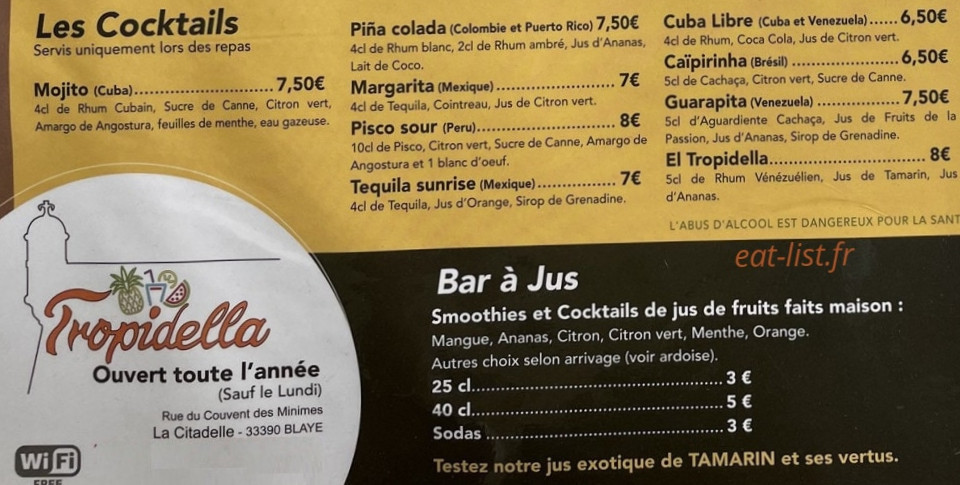 Les Cocktails
Servis uniquement lors des repas
Mojito (Cuba)........................ 7,50€
4cl de Rhum Cubain, Sucre de Canne, Citron vert,
Amargo de Angostura, feuilles de menthe, eau gazeuse.
Piña colada (Colombie et Puerto Rico) 7,50€
4cl de Rhum blanc, 2cl de Rhum ambré, Jus d'Ananas,
Lait de Coco.
Margarita (Mexique) .................... 7€
4cl de Tequila, Cointreau, Jus de Citron vert.
Pisco sour (Peru)....................... 8€
10cl de Pisco, Citron vert, Sucre de Canne, Amargo de
Angostura et 1 blanc d'oeuf.
Tequila sunrise (Mexique)............. 7€
4cl de Tequila, Jus d'Orange, Sirop de Grenadine.
Cuba Libre (Cuba et Venezuela)...... 6,50€
4cl de Rhum, Coca Cola, Jus de Citron vert.
Caïpirinha (Brésil) .................. 6,50€
5cl de Cachaça, Citron vert, Sucre de Canne.
Guarapita (Venezuela) .............. 7,50€
5cl d'Aguardiente Cachaça, Jus de Fruits de la
Passion, Jus d'Ananas, Sirop de Grenadine.
El Tropidella........................... 8€
5cl de Rhum Vénézuélien, Jus de Tamarin, Jus
d'Ananas.
L'ABUS D'ALCOOL EST DANGEREUX POUR LA SANT
eat-list.fr
Tropidella
Ouvert toute l'année
(Sauf le Lundi)
Rue du Couvent des Minimes
La Citadelle - 33390 BLAYE
WiFi
FREE
Bar à Jus
Smoothies et Cocktails de jus de fruits faits maison :
Mangue, Ananas, Citron, Citron vert, Menthe, Orange.
Autres choix selon arrivage (voir ardoise).
25 cl........................................ 3 €
40 cl........................................ 5 €
Sodas ..................................... 3 €
Testez notre jus exotique de TAMARIN et ses vertus.